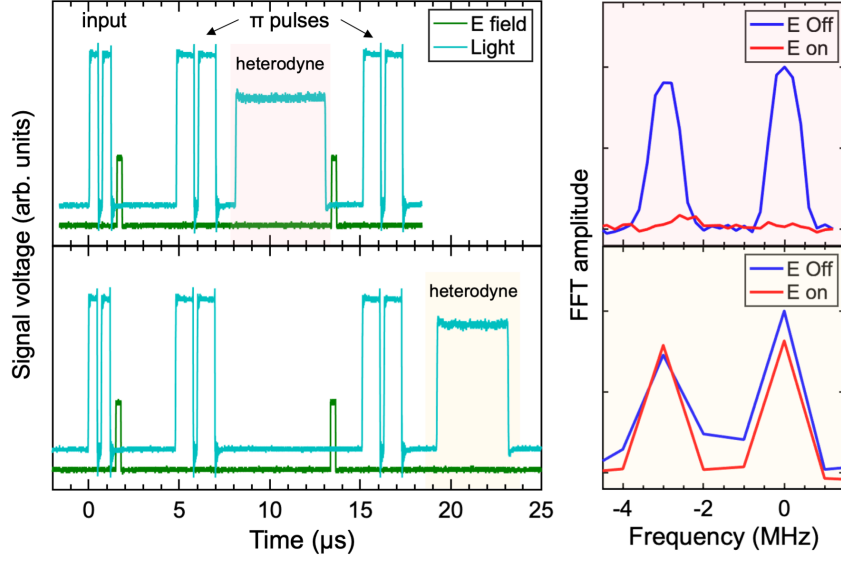 input
π pulses
E field
Light
heterodyne
E Off
E on
heterodyne
E Off
E on
Signal voltage (arb. units)
FFT amplitude
0
5
10
15
20
25
Time (μs)
-4
-2
0
Frequency (MHz)